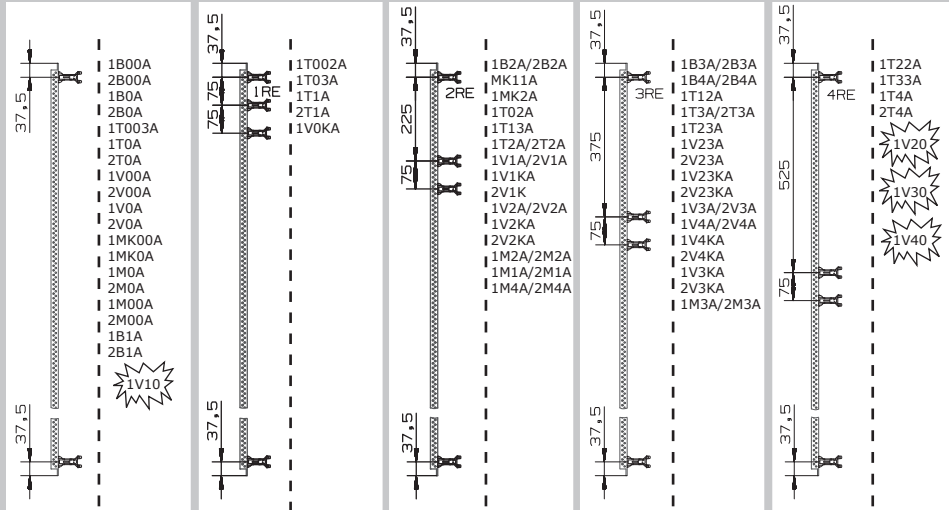 37,5
1B00A
2B00A
1B0A
2B0A
1T003A
1T0A
2T0A
1V00A
2V00A
1V0A
2V0A
1MK00A
1MK0A
1M0A
2M0A
1M00A
2M00A
1B1A
2B1A
1V10
37,5
37,5
75
75
1RE
1T002A
1T03A
1T1A
2T1A
1V0KA
37,5
37,5
225
75
2RE
1B2A/2B2A
MK11A
1MK2A
1T02A
1T13A
1T2A/2T2A
1V1A/2V1A
1V1KA
2V1K
1V2A/2V2A
1V2KA
2V2KA
1M2A/2M2A
1M1A/2M1A
1M4A/2M4A
37,5
37,5
375
75
3RE
1B3A/2B3A
1B4A/2B4A
1T12A
1T3A/2T3A
1T23A
1V23A
2V23A
1V23KA
2V23KA
1V3A/2V3A
1V4A/2V4A
1V4KA
2V4KA
1V3KA
2V3KA
1M3A/2M3A
37,5
37,5
525
75
4RE
1T22A
1T33A
1T4A
2T4A
1V20
1V30
1V40
37,5